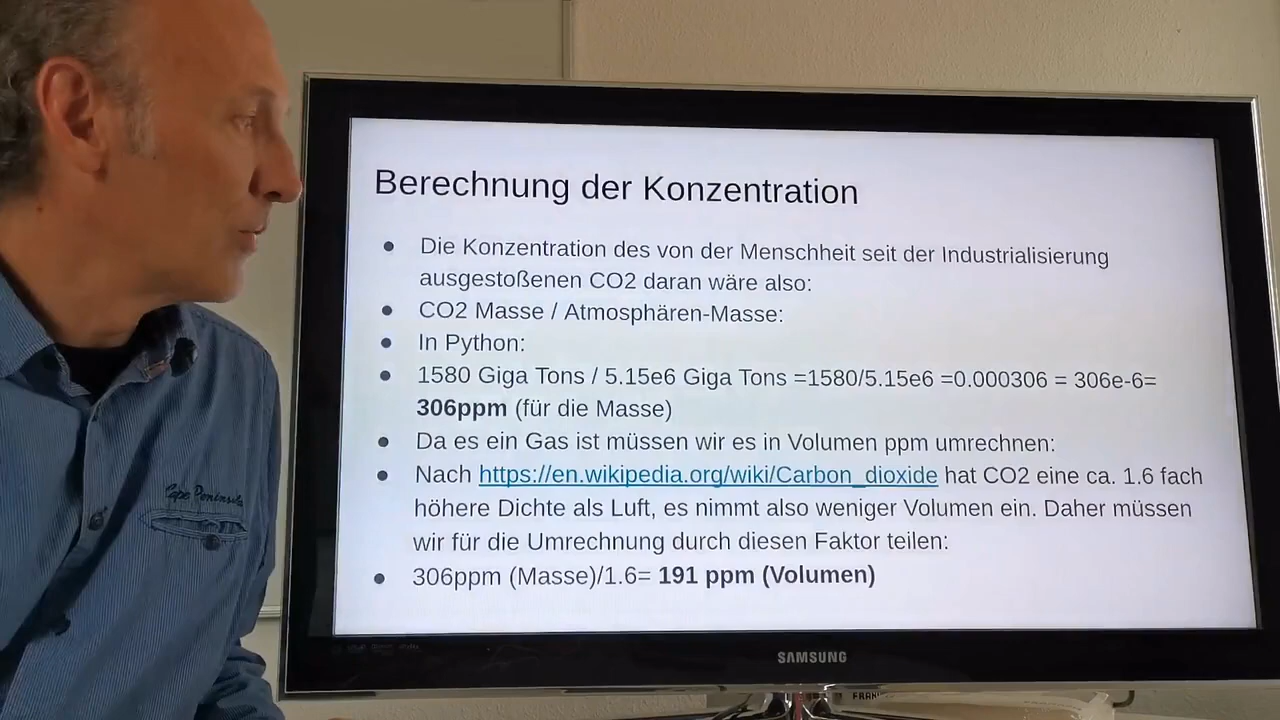 Berechnung der Konzentration
● Die Konzentration des von der Menschheit seit der Industrialisierung
ausgestoßenen CO2 daran wäre also:
● CO2 Masse / Atmosphären-Masse:
● In Python:
● 1580 Giga Tons / 5.15e6 Giga Tons =1580/5.15e6 =0.000306 = 306e-6=
306ppm (für die Masse)
● Da es ein Gas ist müssen wir es in Volumen ppm umrechnen:
● Nach https://en.wikipedia.org/wiki/Carbon_dioxide hat CO2 eine ca. 1.6 fach
höhere Dichte als Luft, es nimmt also weniger Volumen ein. Daher müssen
wir für die Umrechnung durch diesen Faktor teilen:
● 306ppm (Masse)/1.6= 191 ppm (Volumen)
Cape Peninsula
SAMSUNG